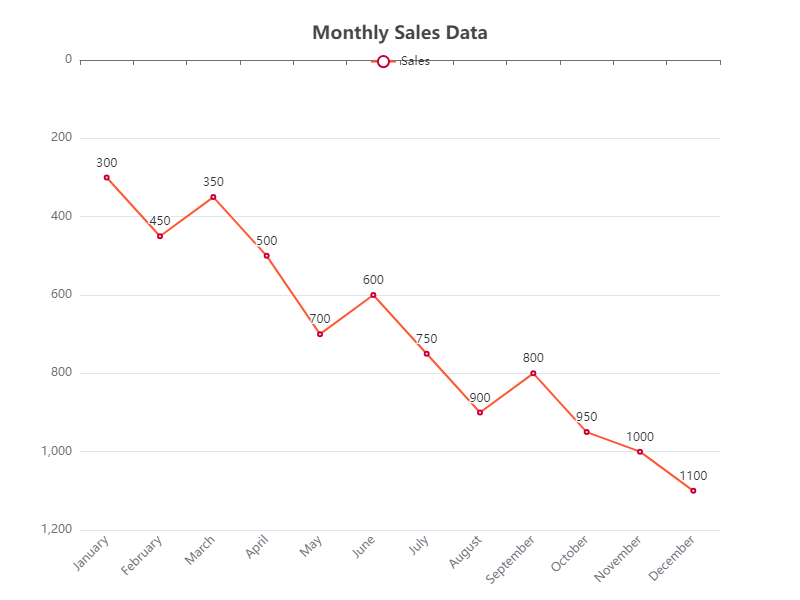 Monthly Sales Data
Sales
0
200
400
600
800
1,000
1,200
300
450
350
500
700
600
750
900
800
950
1000
1100
January
February
March
April
May
June
July
August
September
October
November
December